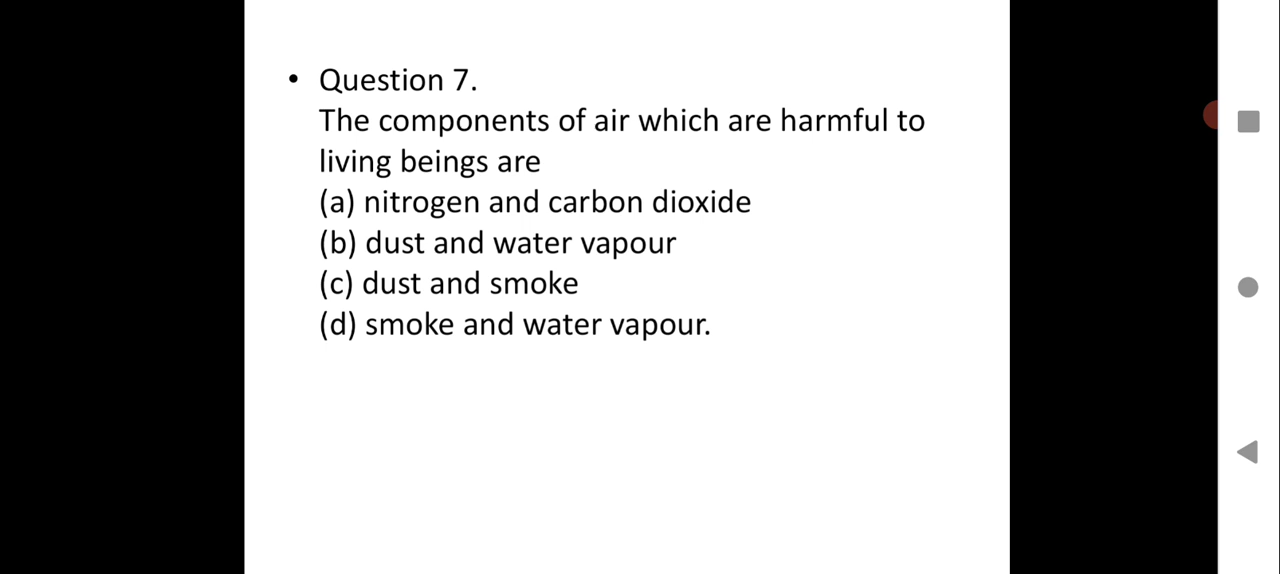 • Question 7.
The components of air which are harmful to
living beings are
(a) nitrogen and carbon dioxide
(b) dust and water vapour
(c) dust and smoke
(d) smoke and water vapour.